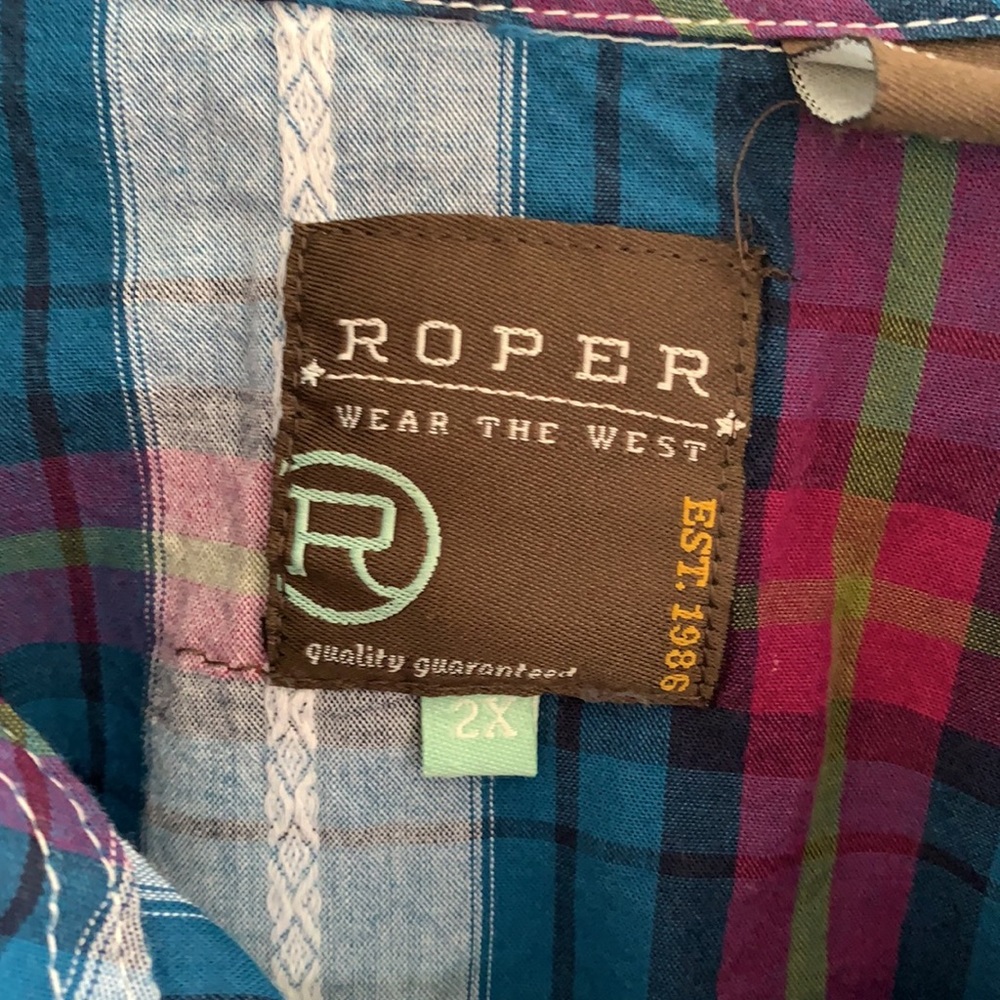 ROPER
WEAR THE WEST
R
EST. 1986
quality guaranteed
2X